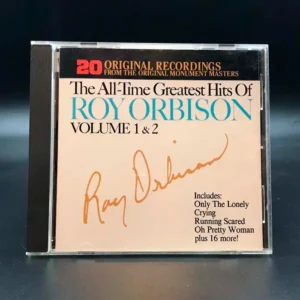 20 ORIGINAL RECORDINGS
FROM THE ORIGINAL MONUMENT MASTERS
The All-Time Greatest Hits Of
ROY ORBISON
VOLUME 1 & 2
Roy Orbison
Includes:
Only The Lonely
Crying
Running Scared
Oh Pretty Woman
plus 16 more!